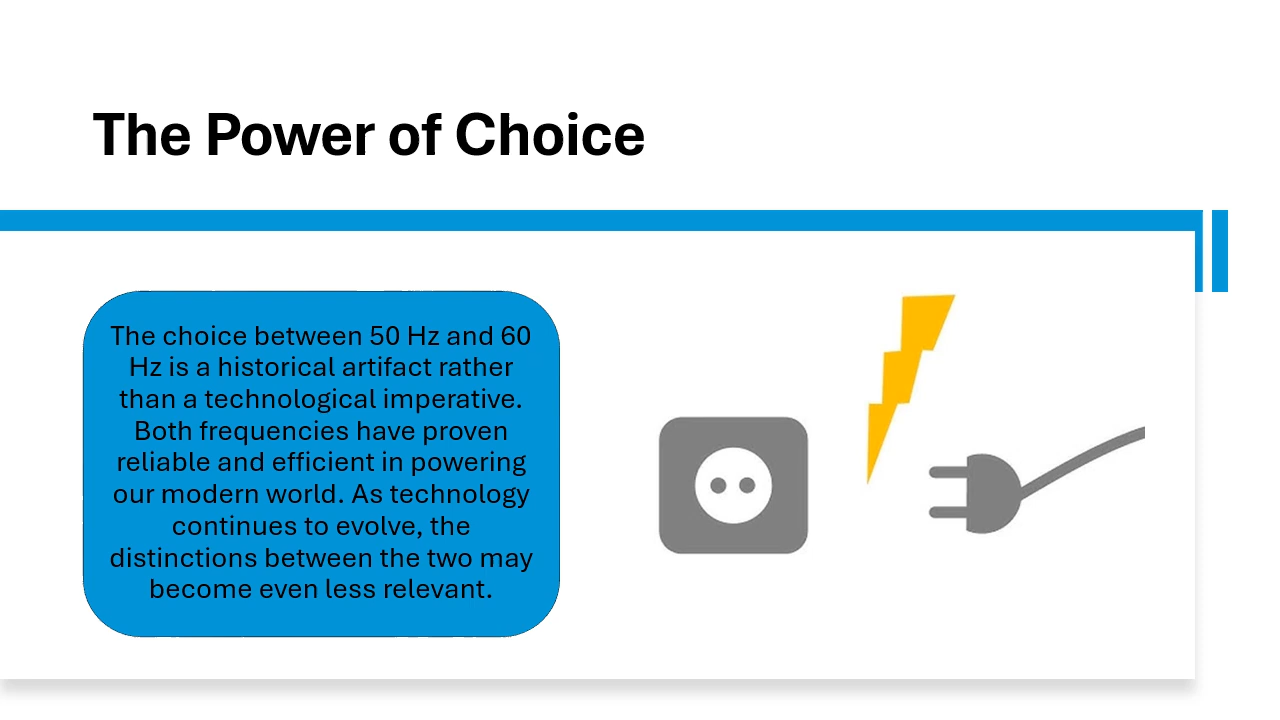 The Power of Choice
The choice between 50 Hz and 60
Hz is a historical artifact rather
than a technological imperative.
Both frequencies have proven
reliable and efficient in powering
our modern world. As technology
continues to evolve, the
distinctions between the two may
become even less relevant.